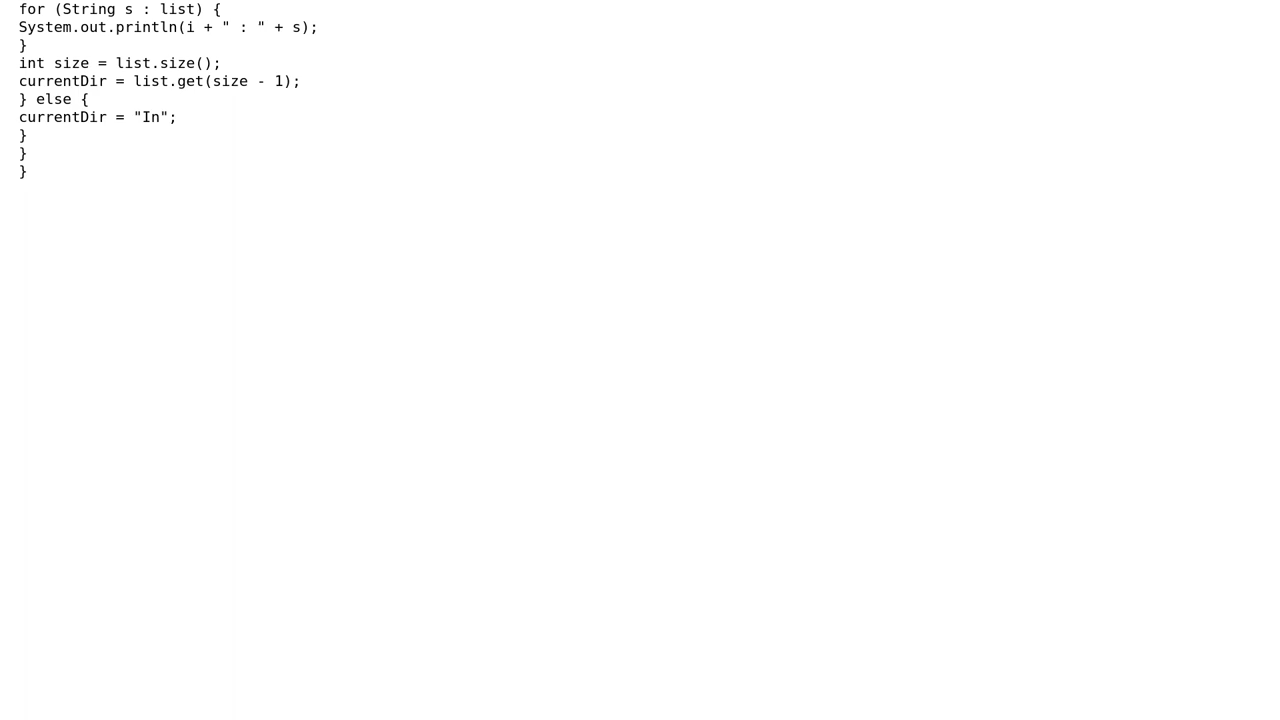 for (String s : list) {
System.out.println(i + " : " + s);
}
int size = list.size();
currentDir = list.get(size - 1);
} else {
currentDir = "In";
}
}
}